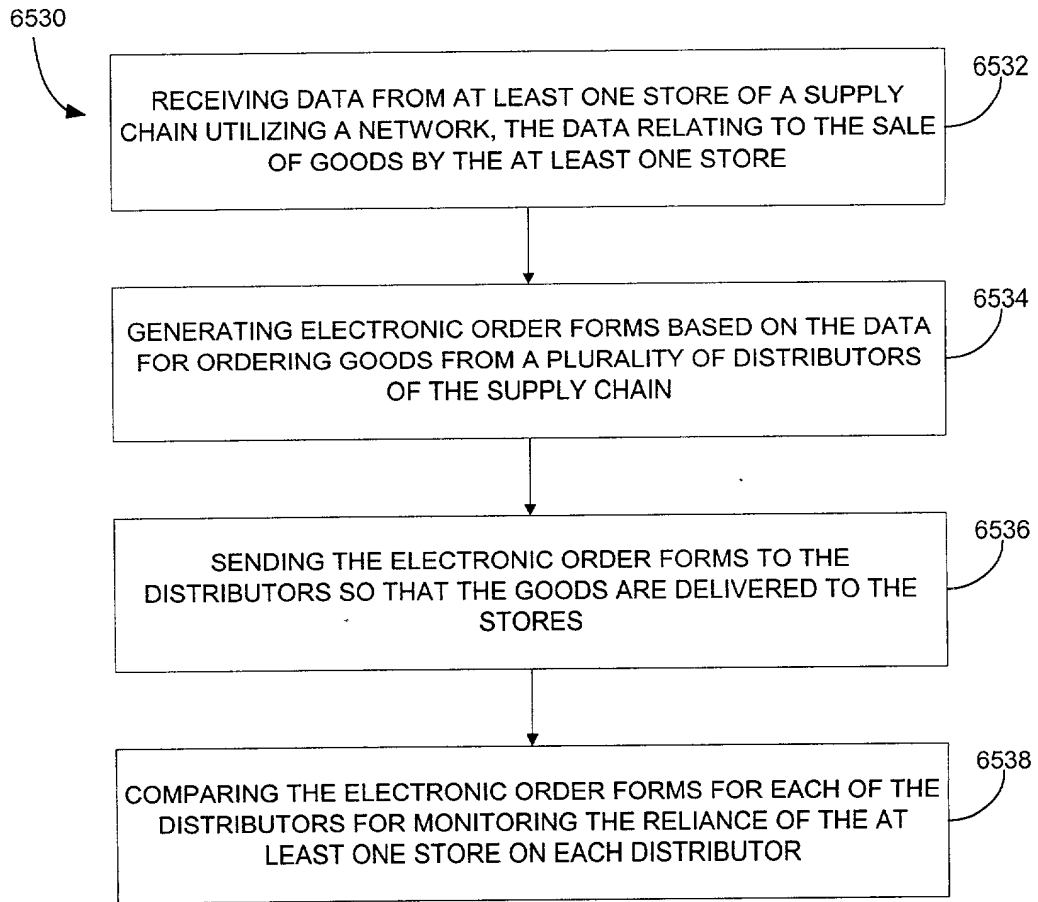 6530
6532
RECEIVING DATA FROM AT LEAST ONE STORE OF A SUPPLY
CHAIN UTILIZING A NETWORK, THE DATA RELATING TO THE SALE
OF GOODS BY THE AT LEAST ONE STORE
6534
GENERATING ELECTRONIC ORDER FORMS BASED ON THE DATA
FOR ORDERING GOODS FROM A PLURALITY OF DISTRIBUTORS
OF THE SUPPLY CHAIN
6536
SENDING THE ELECTRONIC ORDER FORMS TO THE
DISTRIBUTORS SO THAT THE GOODS ARE DELIVERED TO THE
STORES
6538
COMPARING THE ELECTRONIC ORDER FORMS FOR EACH OF THE
DISTRIBUTORS FOR MONITORING THE RELIANCE OF THE AT
LEAST ONE STORE ON EACH DISTRIBUTOR